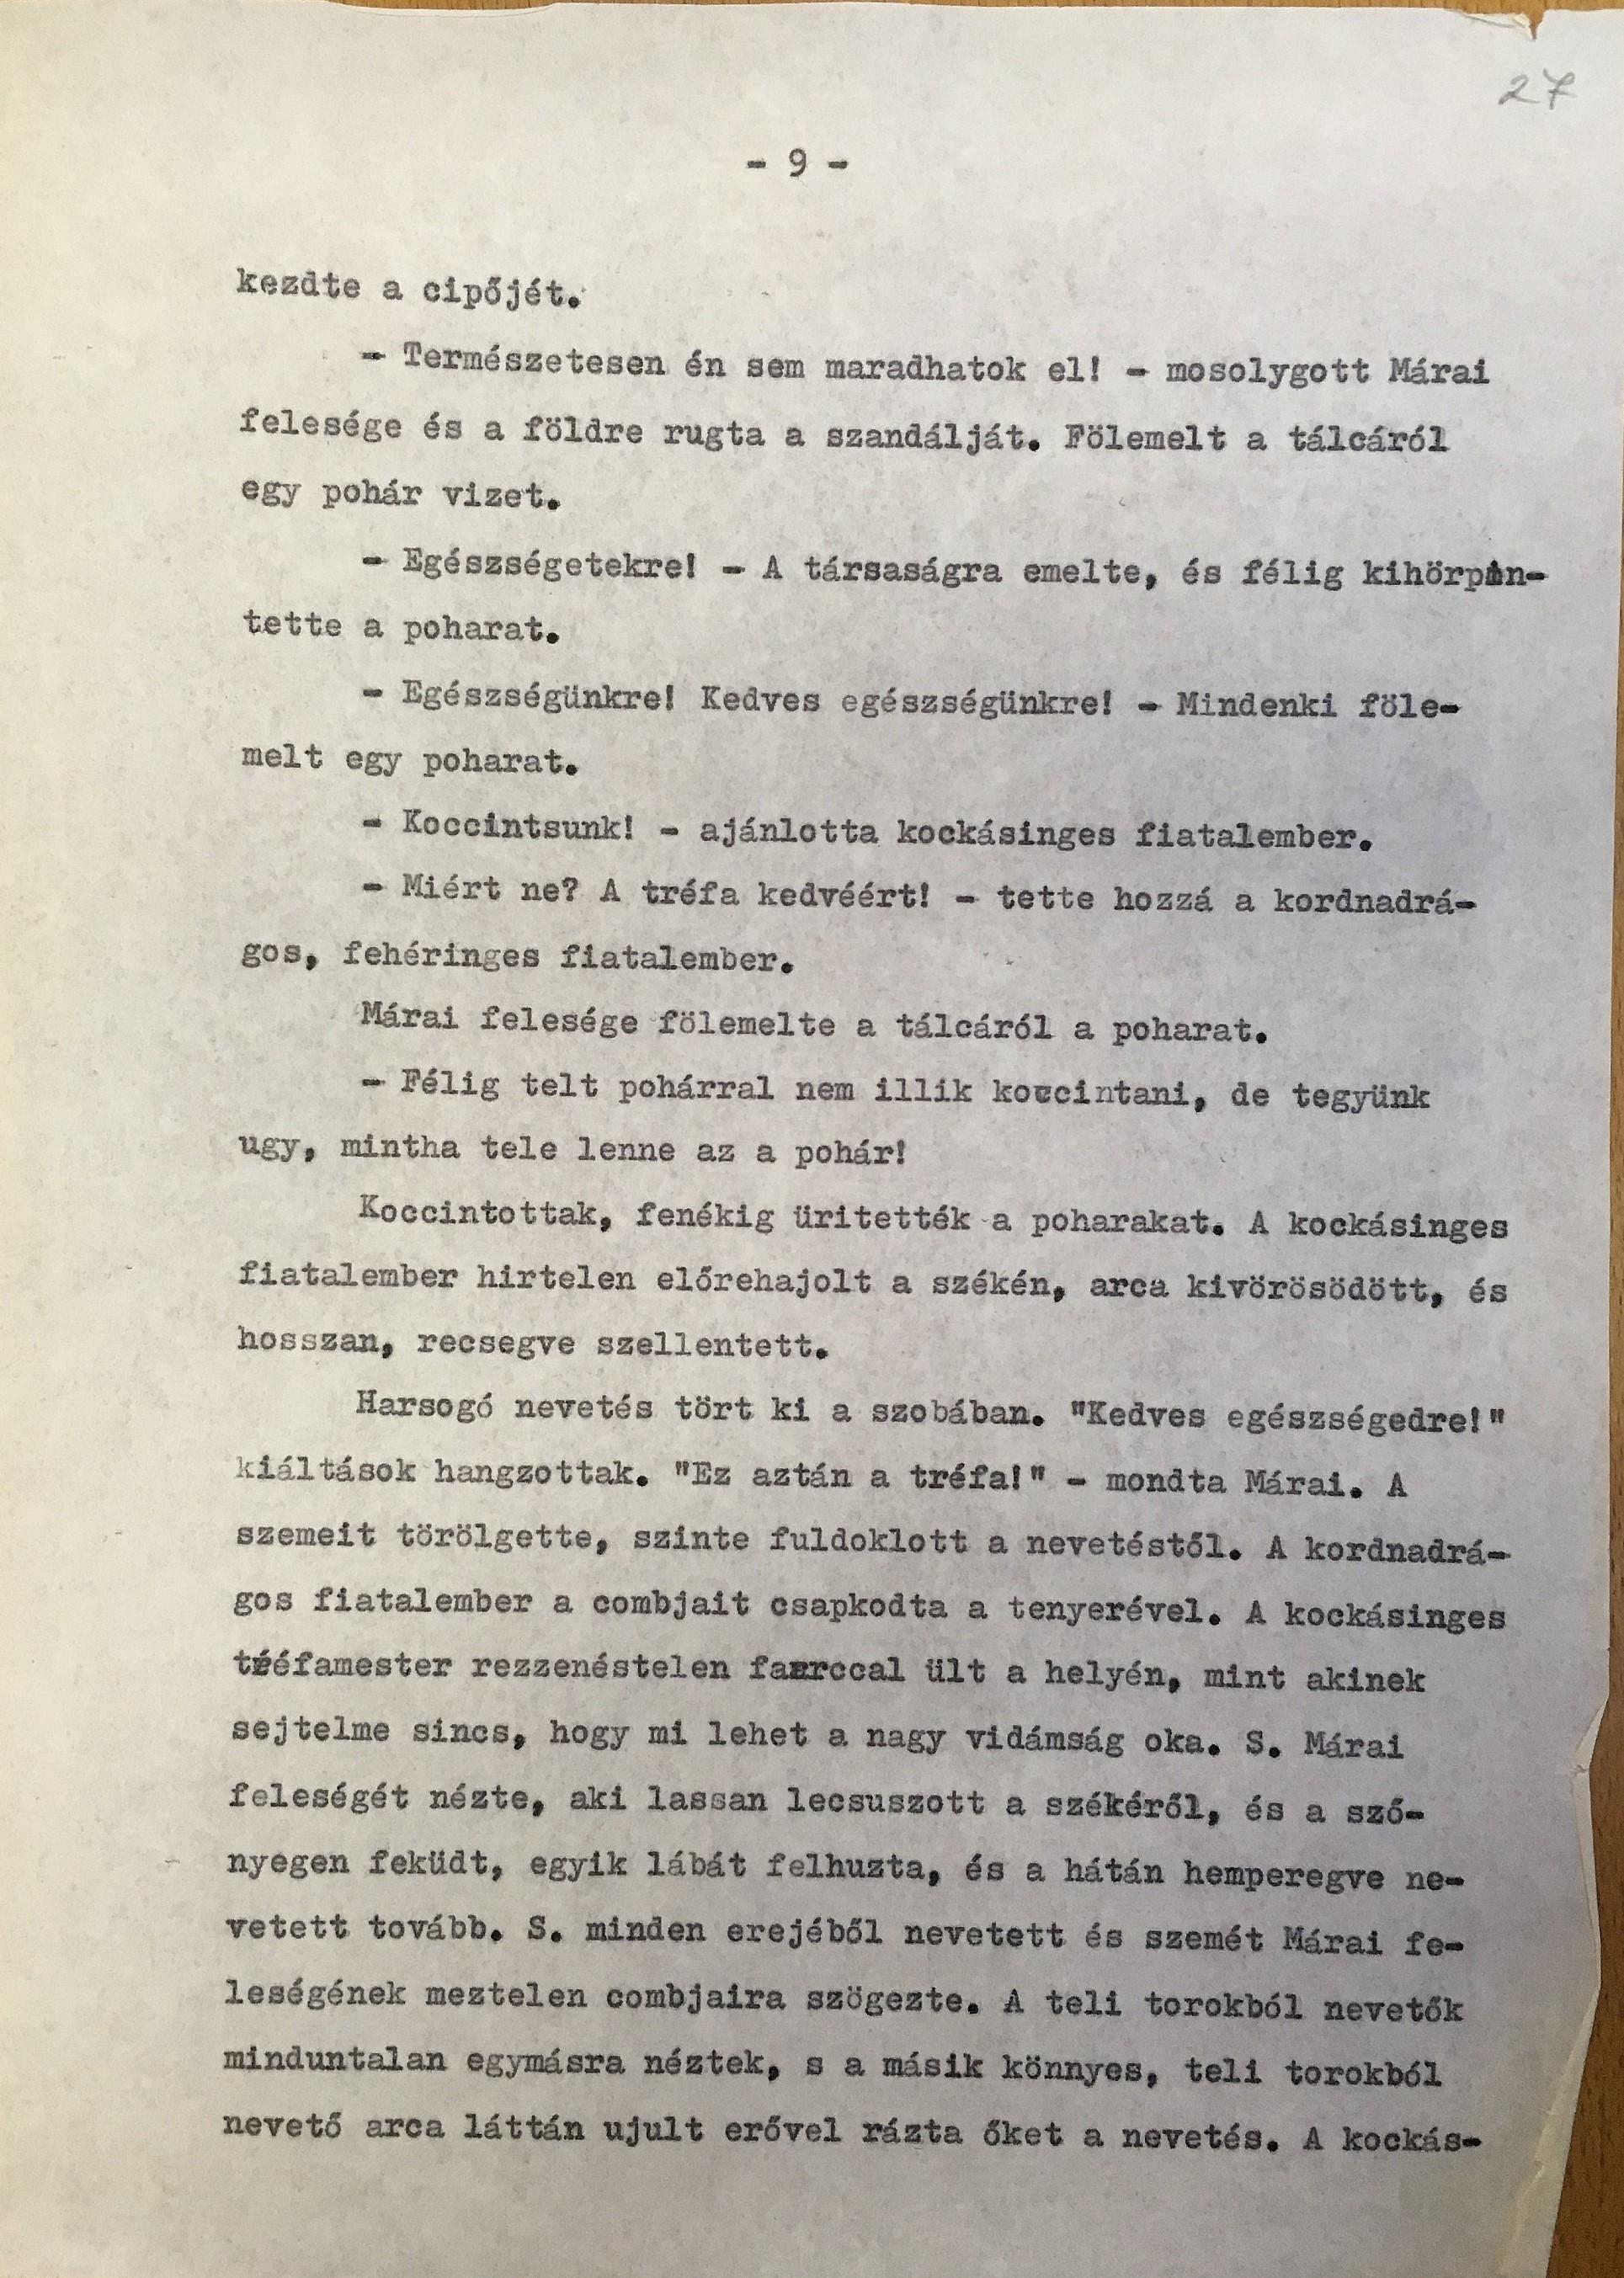 27
- 9 -
kezdte a cipőjét.
- Természetesen én sem maradhatok el! - mosolygott Márai
felesége és a földre rugta a szandálját. Fölemelt a tálcáról
egy pohár vizet.
- Egészségetekre! - A társaságra emelte, és félig kihörpin-
tette a poharat.
- Egészségünkre! Kedves egészségünkre! - Mindenki föle-
melt egy poharat.
- Koccintsunk! - ajánlotta kockásinges fiatalember.
- Miért ne? A tréfa kedvéért! - tette hozzá a kordnadrá-
gos, fehéringes fiatalember.
Márai felesége fölemelte a tálcáról a poharat.
- Félig telt pohárral nem illik koccintani, de tegyünk
ugy, mintha tele lenne az a pohár!
Koccintottak, fenékig üritették a poharakat. A kockásinges
fiatalember hirtelen előrehajolt a székén, arca kivörösödött, és
hosszan, recsegve szellentett.
Harsogó nevetés tört ki a szobában. "Kedves egészségedre!"
kiáltások hangzottak. "Ez aztán a tréfa!" - mondta Márai. A
szemeit törölgette, szinte fuldoklott a nevetéstől. A kordnadrá-
gos fiatalember a combjait csapkodta a tenyerével. A kockásinges
tréfamester rezzenéstelen faarccal ült a helyén, mint akinek
sejtelme sincs, hogy mi lehet a nagy vidámság oka. S. Márai
feleségét nézte, aki lassan lecsuszott a székéről, és a sző-
nyegen feküdt, egyik lábát felhuzta, és a hátán hemperegve ne-
vetett tovább. S. minden erejéből nevetett és szemét Márai fe-
leségének meztelen combjaira szögezte. A teli torokból nevetők
minduntalan egymásra néztek, s a másik könnyes, teli torokból
nevető arca láttán ujult erővel rázta őket a nevetés. A kockás-